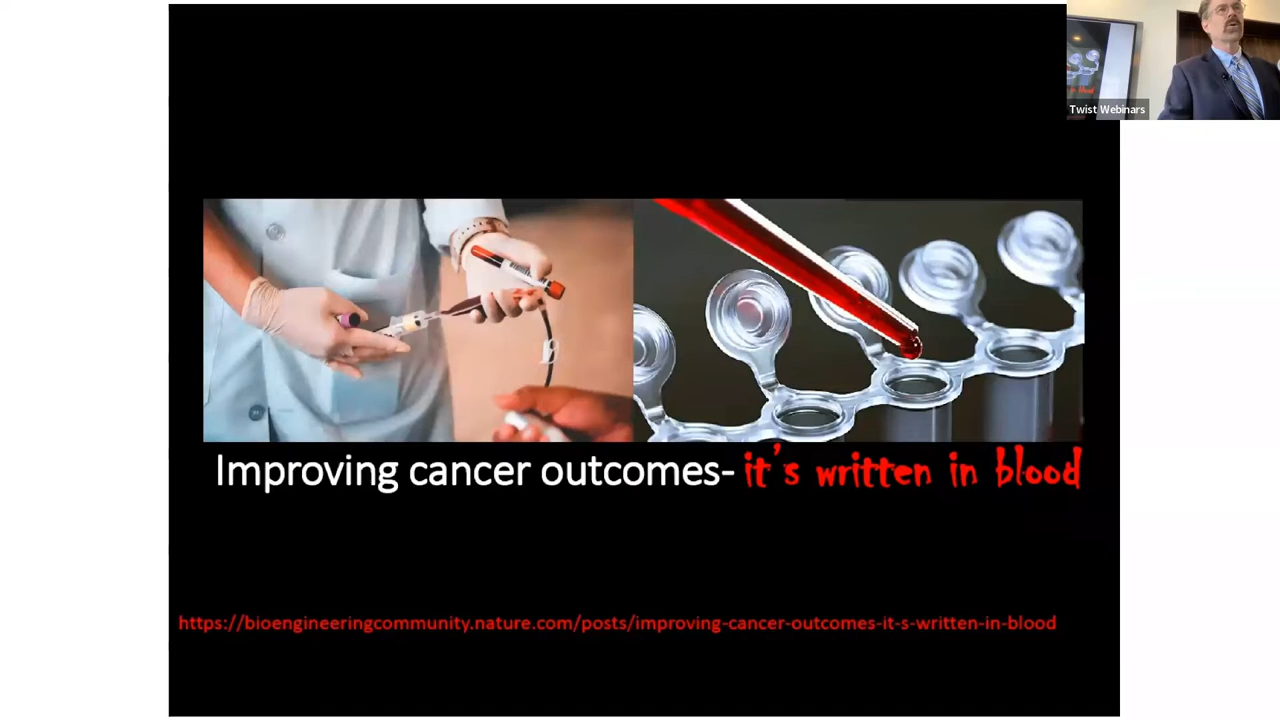 Twist Webinars
Improving cancer outcomes- it's written in blood
https://bioengineeringcommunity.nature.com/posts/improving-cancer-outcomes-it-s-written-in-blood